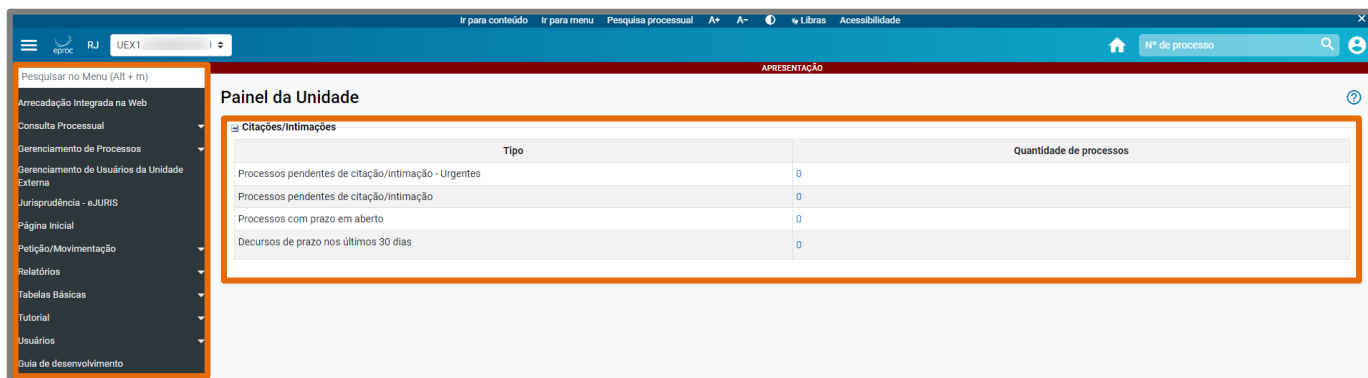 Ir para conteúdo Ir para menu Pesquisa processual A+ A- Libras Acessibilidade ×
eproc RJ UEX1 Nº de processo
APRESENTAÇÃO
Pesquisar no Menu (Alt + m)
Arrecadação Integrada na Web
Consulta Processual
Gerenciamento de Processos
Gerenciamento de Usuários da Unidade
Externa
Jurisprudência - eJURIS
Página Inicial
Petição/Movimentação
Relatórios
Tabelas Básicas
Tutorial
Usuários
Guia de desenvolvimento
Painel da Unidade ?
Citações/Intimações
Tipo Quantidade de processos
Processos pendentes de citação/intimação - Urgentes 0
Processos pendentes de citação/intimação 0
Processos com prazo em aberto 0
Decursos de prazo nos últimos 30 dias 0